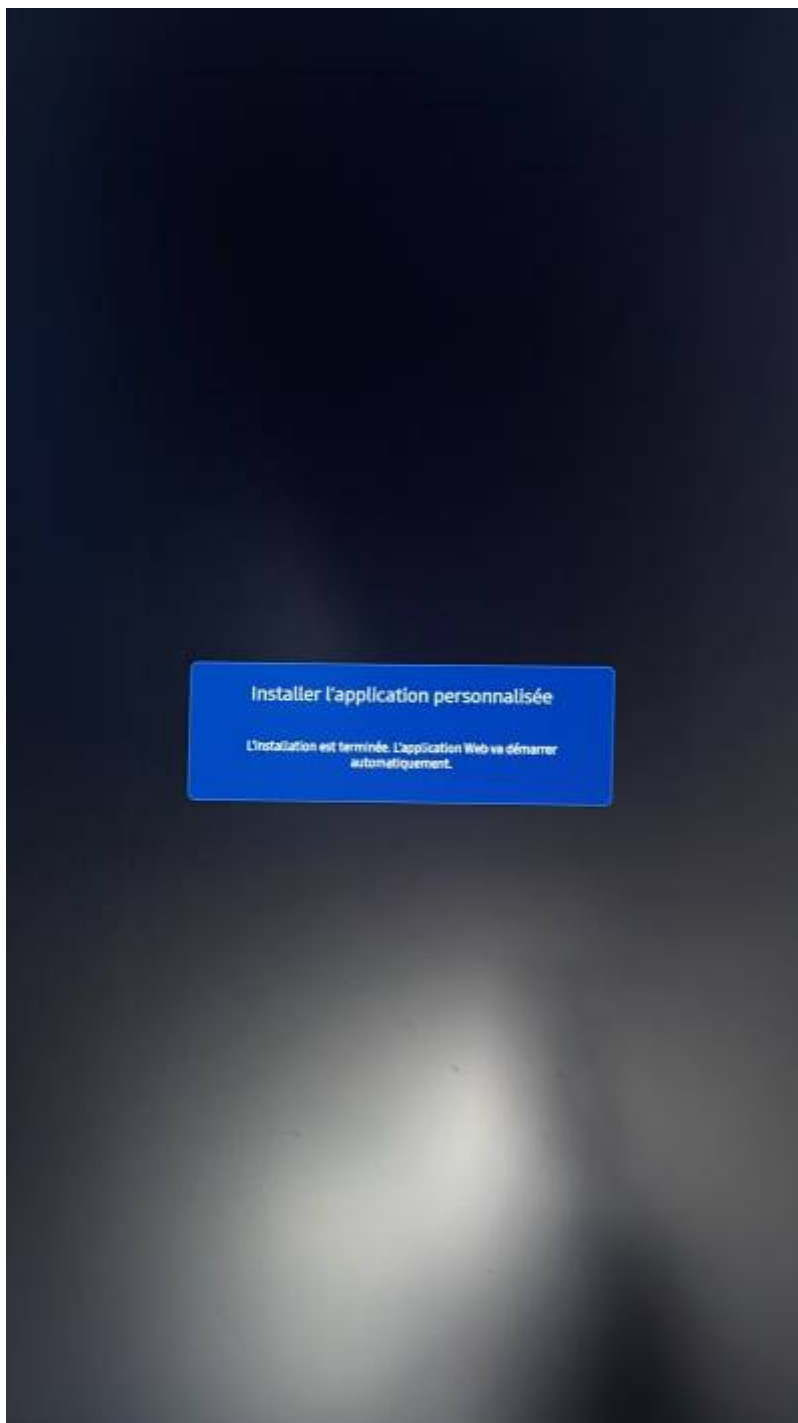 Installer l'application personnalisée
L'installation est terminée. L'application Web va démarrer
automatiquement.